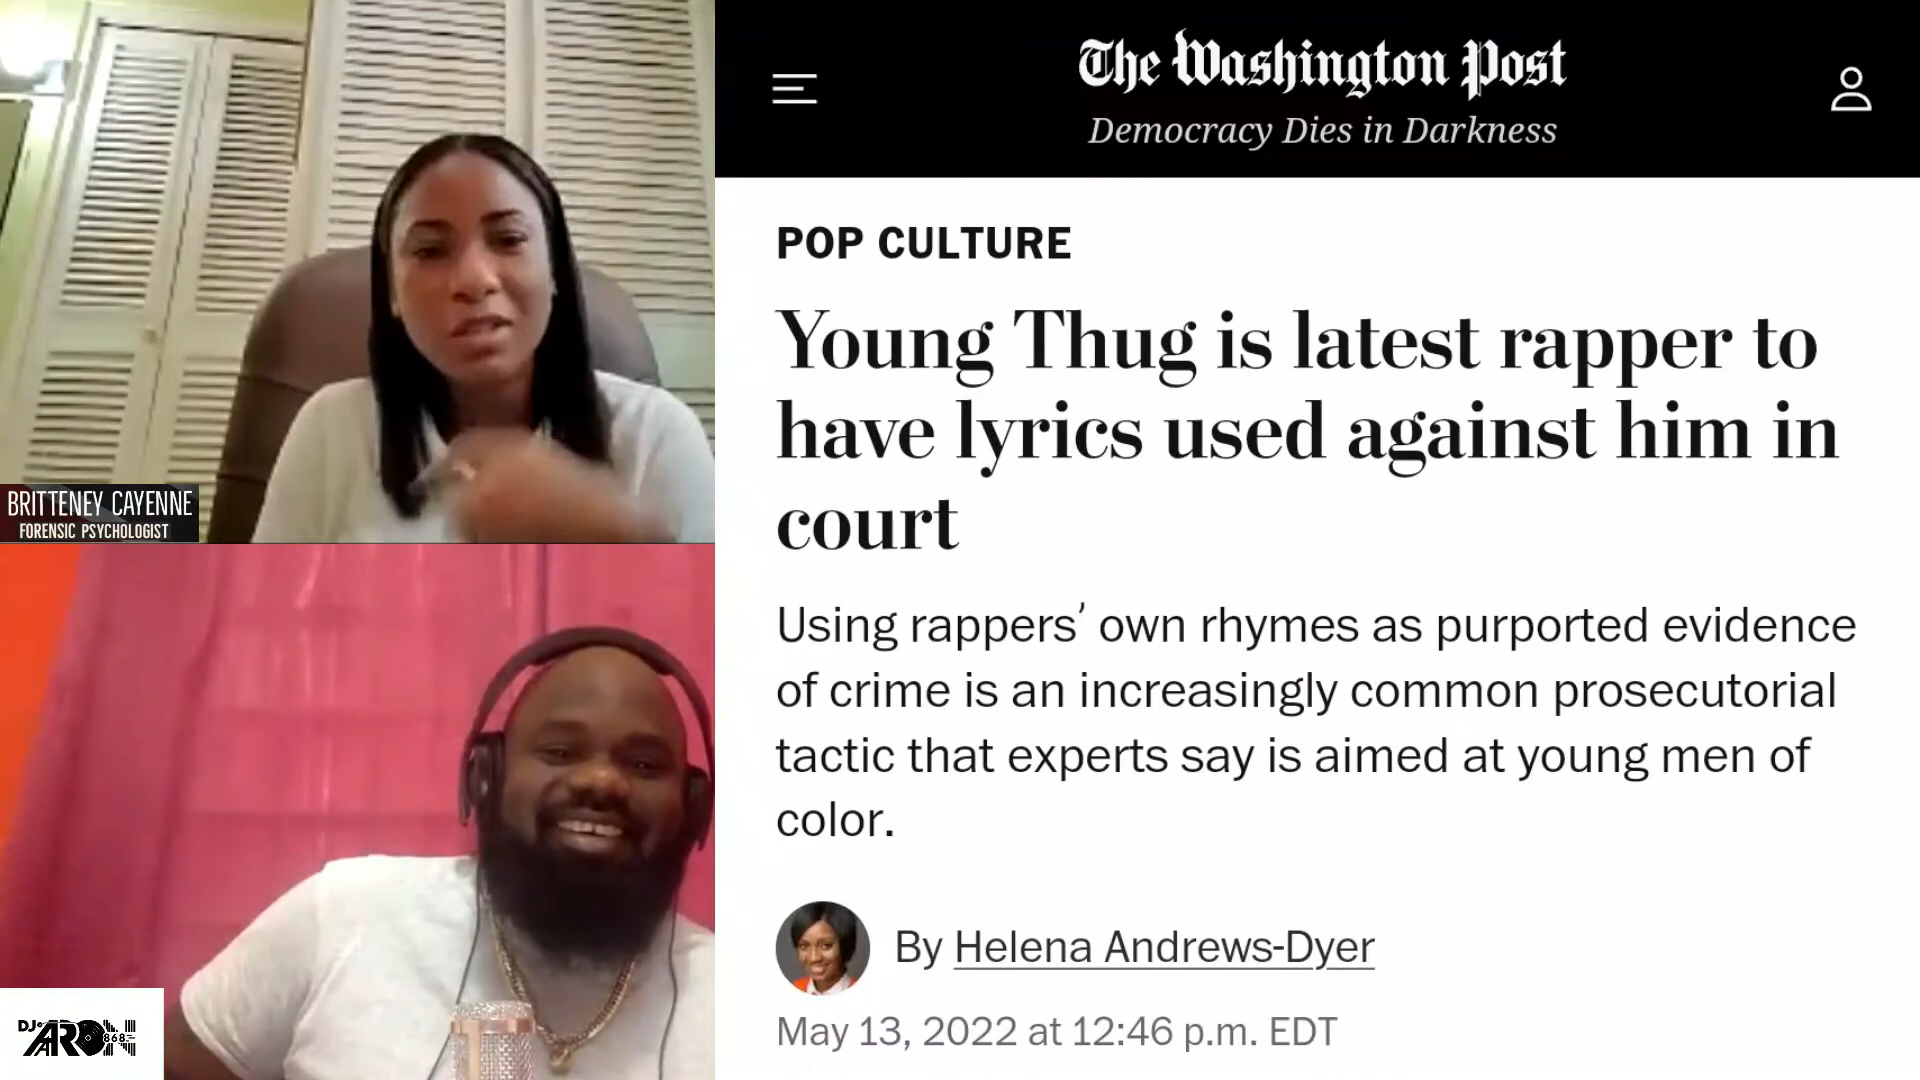 BRITTENEY CAYENNE
FORENSIC PSYCHOLOGIST
DJ
AARON
868
The Washington Post
Democracy Dies in Darkness
POP CULTURE
Young Thug is latest rapper to
have lyrics used against him in
court
Using rappers’ own rhymes as purported evidence
of crime is an increasingly common prosecutorial
tactic that experts say is aimed at young men of
color.
By Helena Andrews-Dyer
May 13, 2022 at 12:46 p.m. EDT